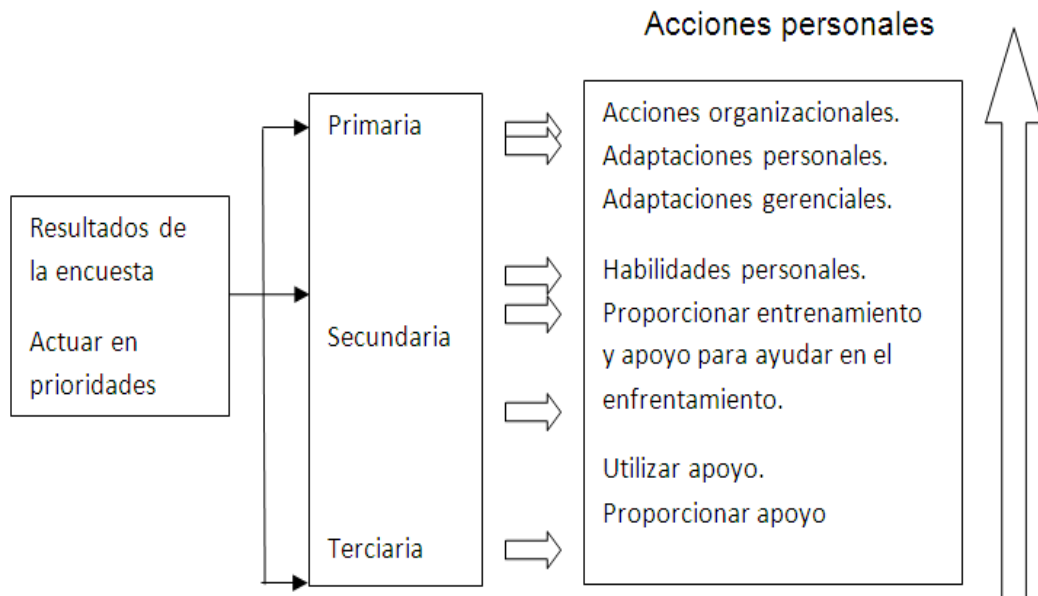 Acciones personales
Resultados de
la encuesta
Actuar en
prioridades
Primaria
Secundaria
Terciaria
Acciones organizacionales.
Adaptaciones personales.
Adaptaciones gerenciales.
Habilidades personales.
Proporcionar entrenamiento
y apoyo para ayudar en el
enfrentamiento.
Utilizar apoyo.
Proporcionar apoyo